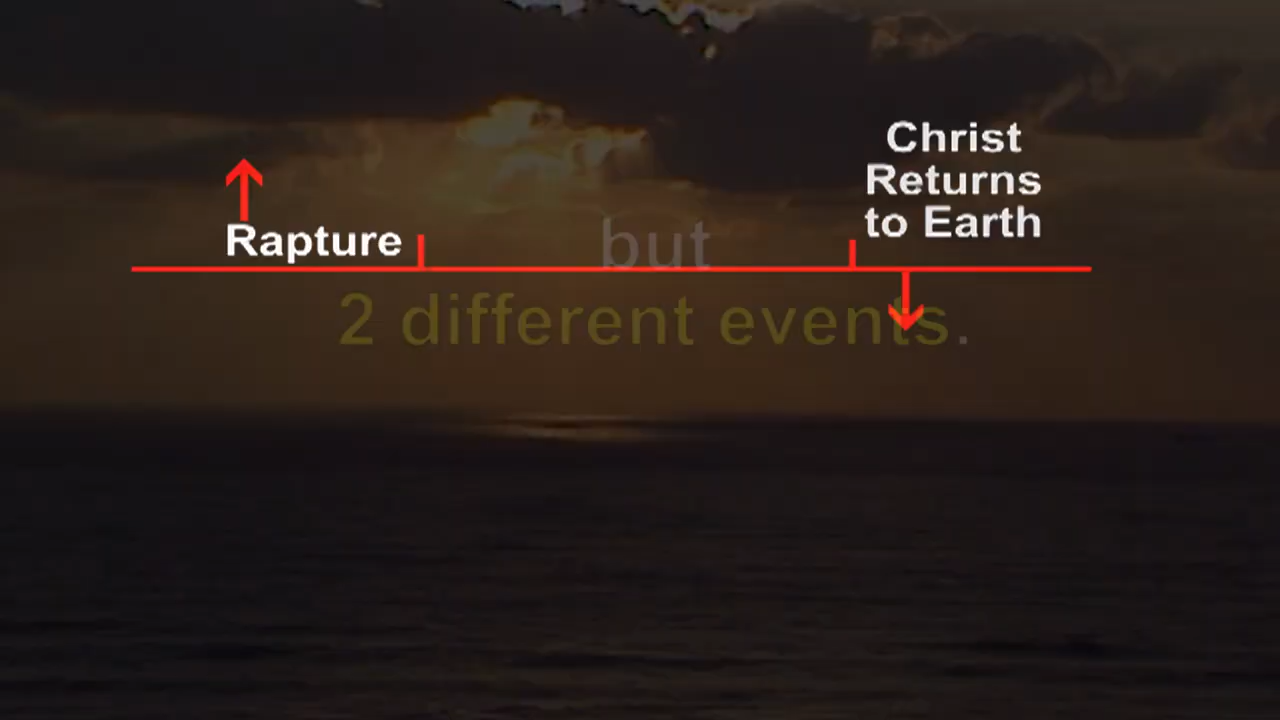 Rapture
Christ
Returns
to Earth
but
2 different events.